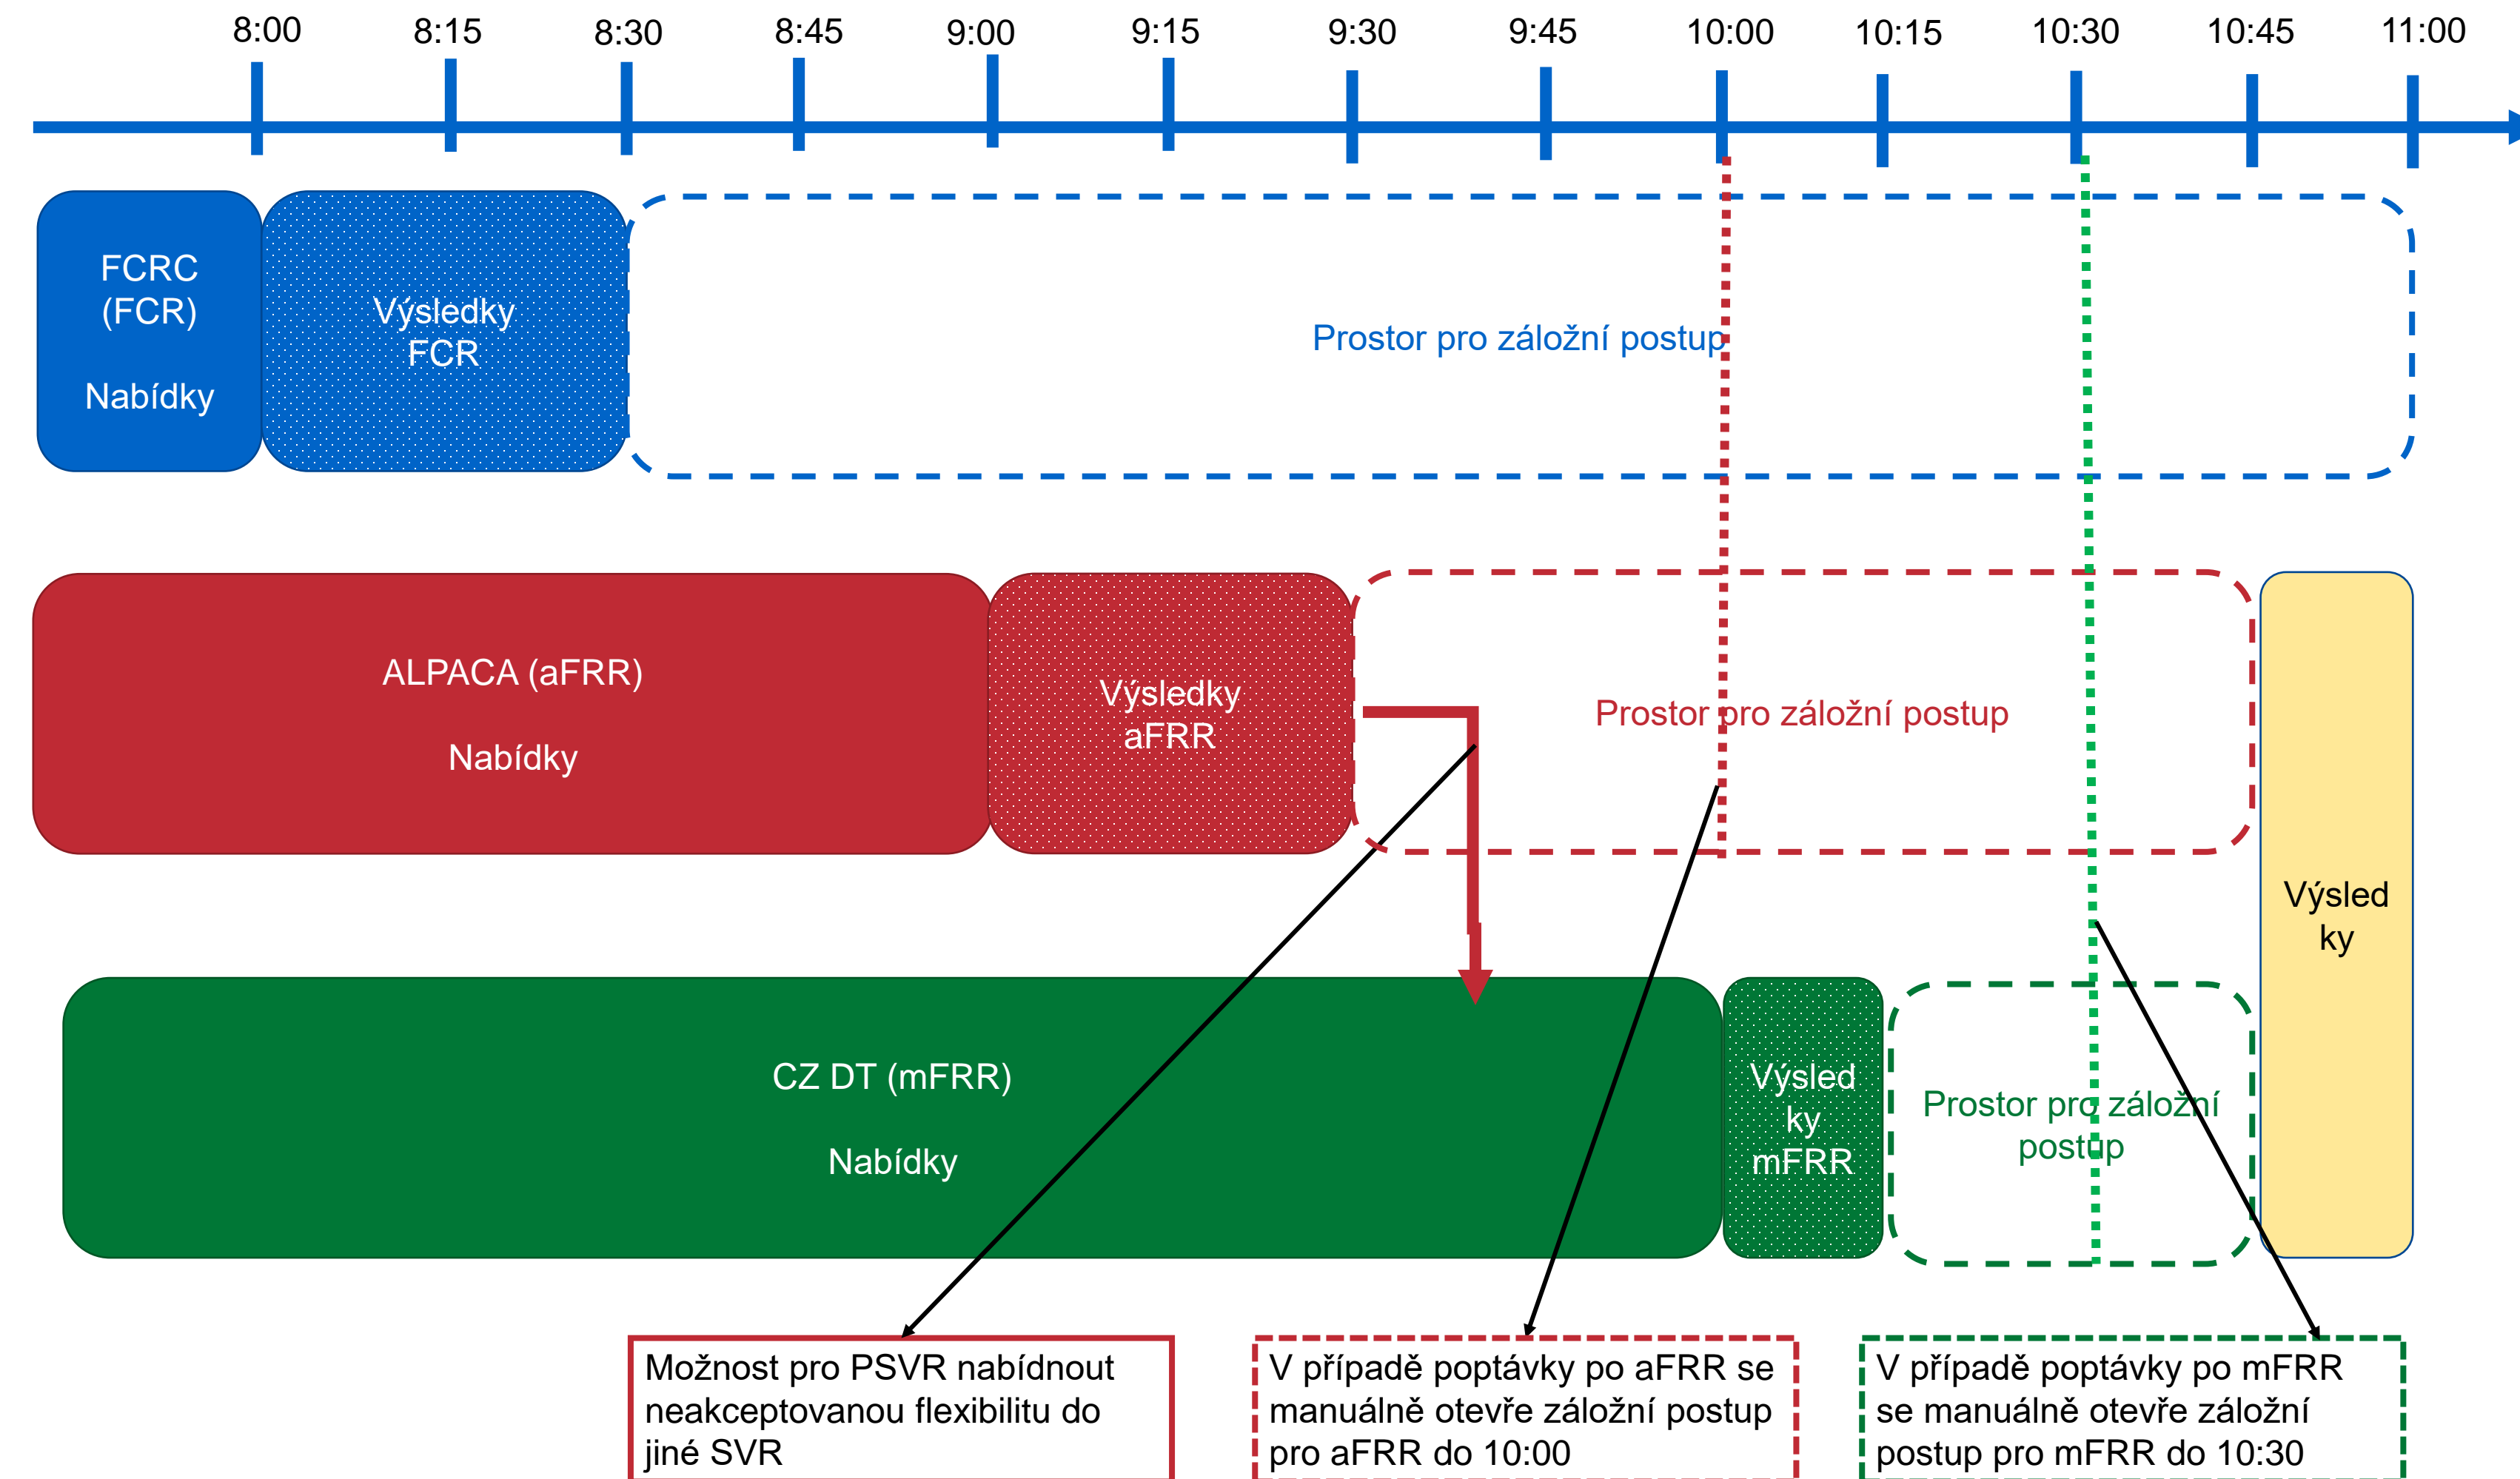 8:00 8:15 8:30 8:45 9:00 9:15 9:30 9:45 10:00 10:15 10:30 10:45 11:00
FCRC
(FCR)
Nabídky
Výsledky
FCR
Prostor pro záložní postup
ALPACA (aFRR)
Nabídky
Výsledky
aFRR
Prostor pro záložní postup
Výsled
ky
CZ DT (mFRR)
Nabídky
Výsled
ky
mFRR
Prostor pro záložní
postup
Možnost pro PSVR nabídnout
neakceptovanou flexibilitu do
jiné SVR
V případě poptávky po aFRR se
manuálně otevře záložní postup
pro aFRR do 10:00
V případě poptávky po mFRR
se manuálně otevře záložní
postup pro mFRR do 10:30